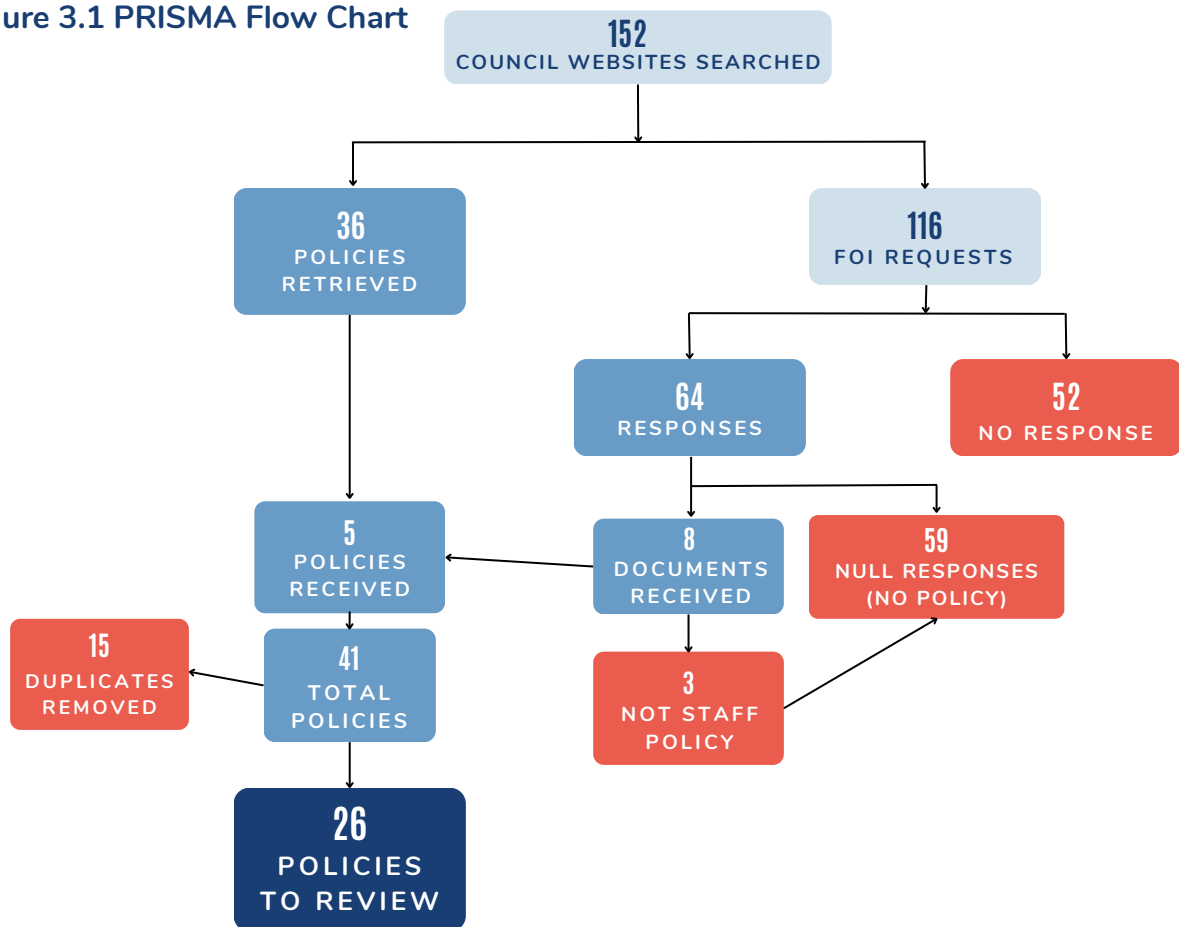 ure 3.1 PRISMA Flow Chart
152
COUNCIL WEBSITES SEARCHED
36
POLICIES
RETRIEVED
116
FOI REQUESTS
64
RESPONSES
52
NO RESPONSE
5
POLICIES
RECEIVED
8
DOCUMENTS
RECEIVED
59
NULL RESPONSES
(NO POLICY)
15
DUPLICATES
REMOVED
41
TOTAL
POLICIES
3
NOT STAFF
POLICY
26
POLICIES
TO REVIEW